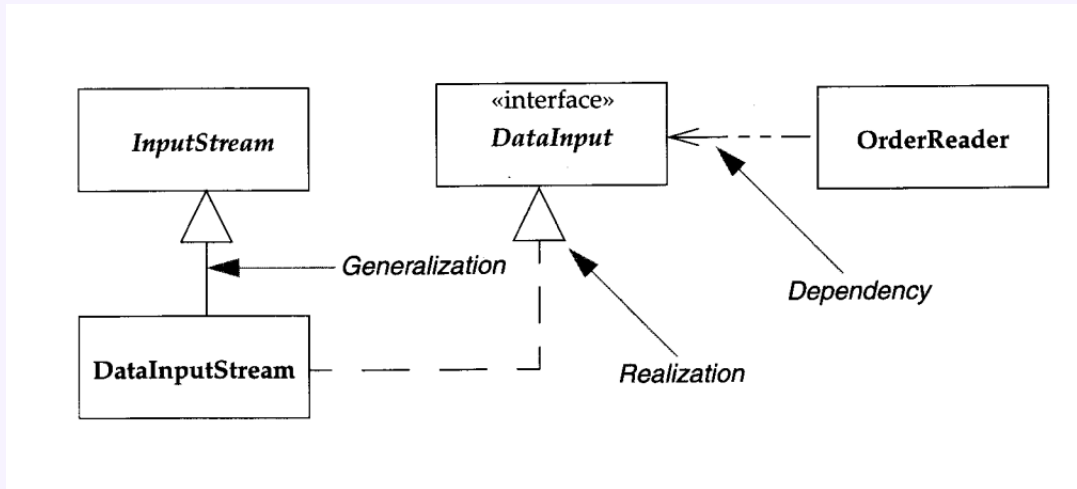 «interface»
InputStream
DataInput
OrderReader
Generalization
Dependency
DataInputStream
Realization